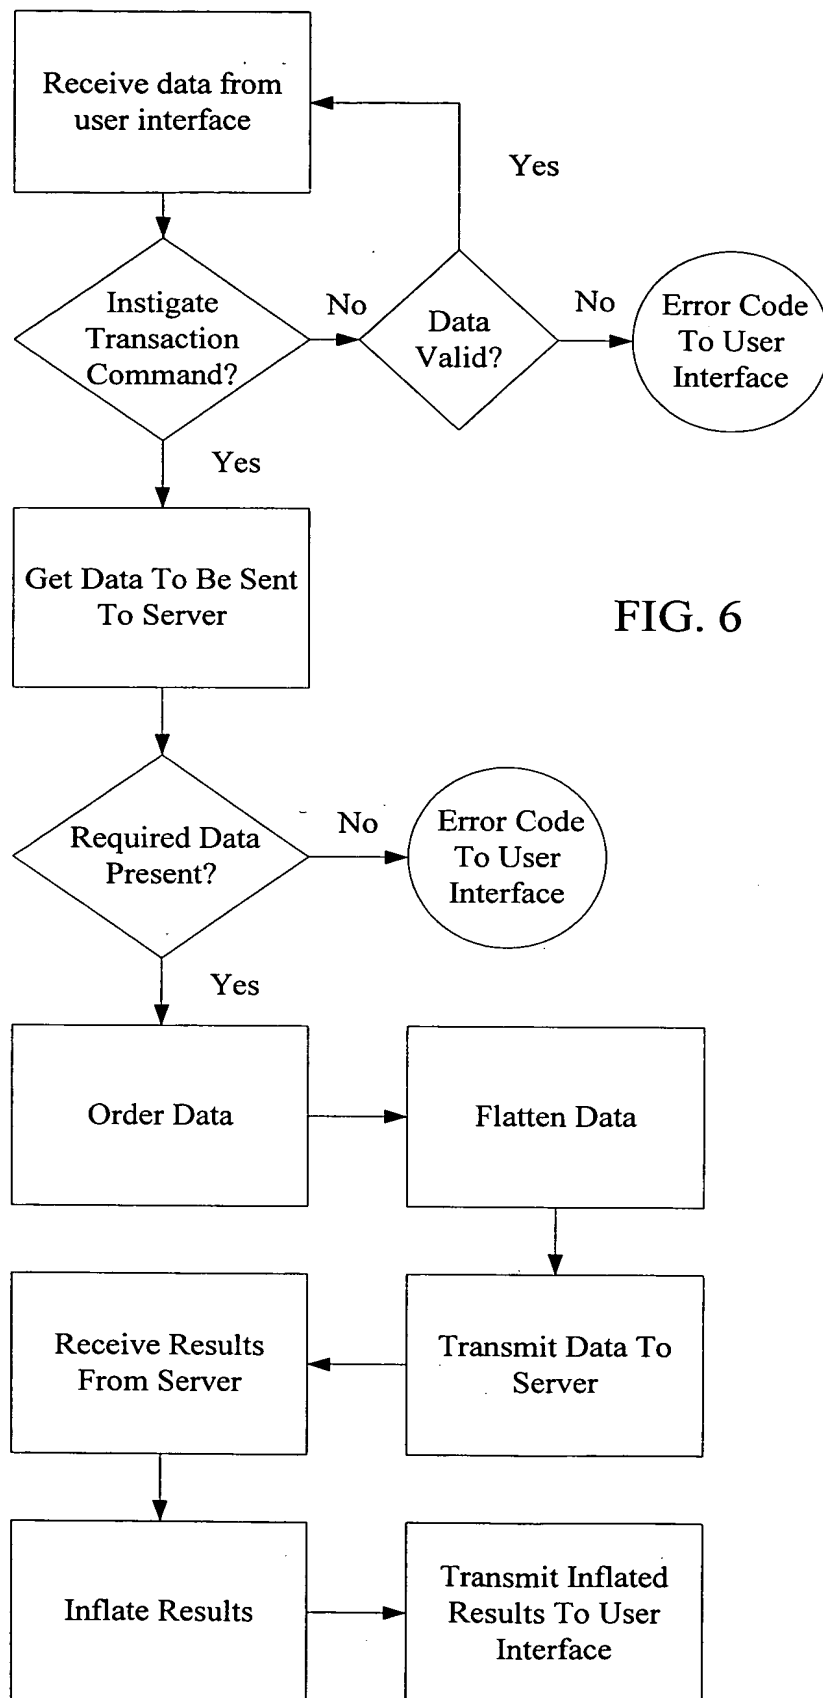 Receive data from
user interface
Yes
Instigate
Transaction
Command?
No
Data
Valid?
No
Error Code
To User
Interface
Yes
Get Data To Be Sent
To Server
FIG. 6
Required Data
Present?
No
Error Code
To User
Interface
Yes
Order Data
Flatten Data
Receive Results
From Server
Transmit Data To
Server
Inflate Results
Transmit Inflated
Results To User
Interface